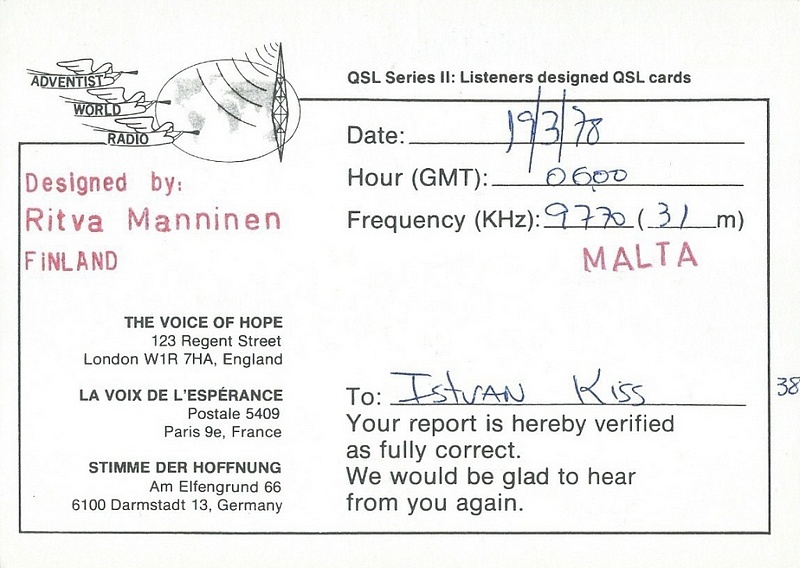 ADVENTIST
WORLD
RADIO
QSL Series II: Listeners designed QSL cards
Date: 19/3/78
Hour (GMT): 0600
Frequency (KHz): 9770 (31 m)
MALTA
Designed by:
Ritva Manninen
FiNLAND
THE VOICE OF HOPE
123 Regent Street
London W1R 7HA, England
LA VOIX DE L'ESPÉRANCE
Postale 5409
Paris 9e, France
STIMME DER HOFFNUNG
Am Elfengrund 66
6100 Darmstadt 13, Germany
To: IstvAN Kiss
38
Your report is hereby verified
as fully correct.
We would be glad to hear
from you again.